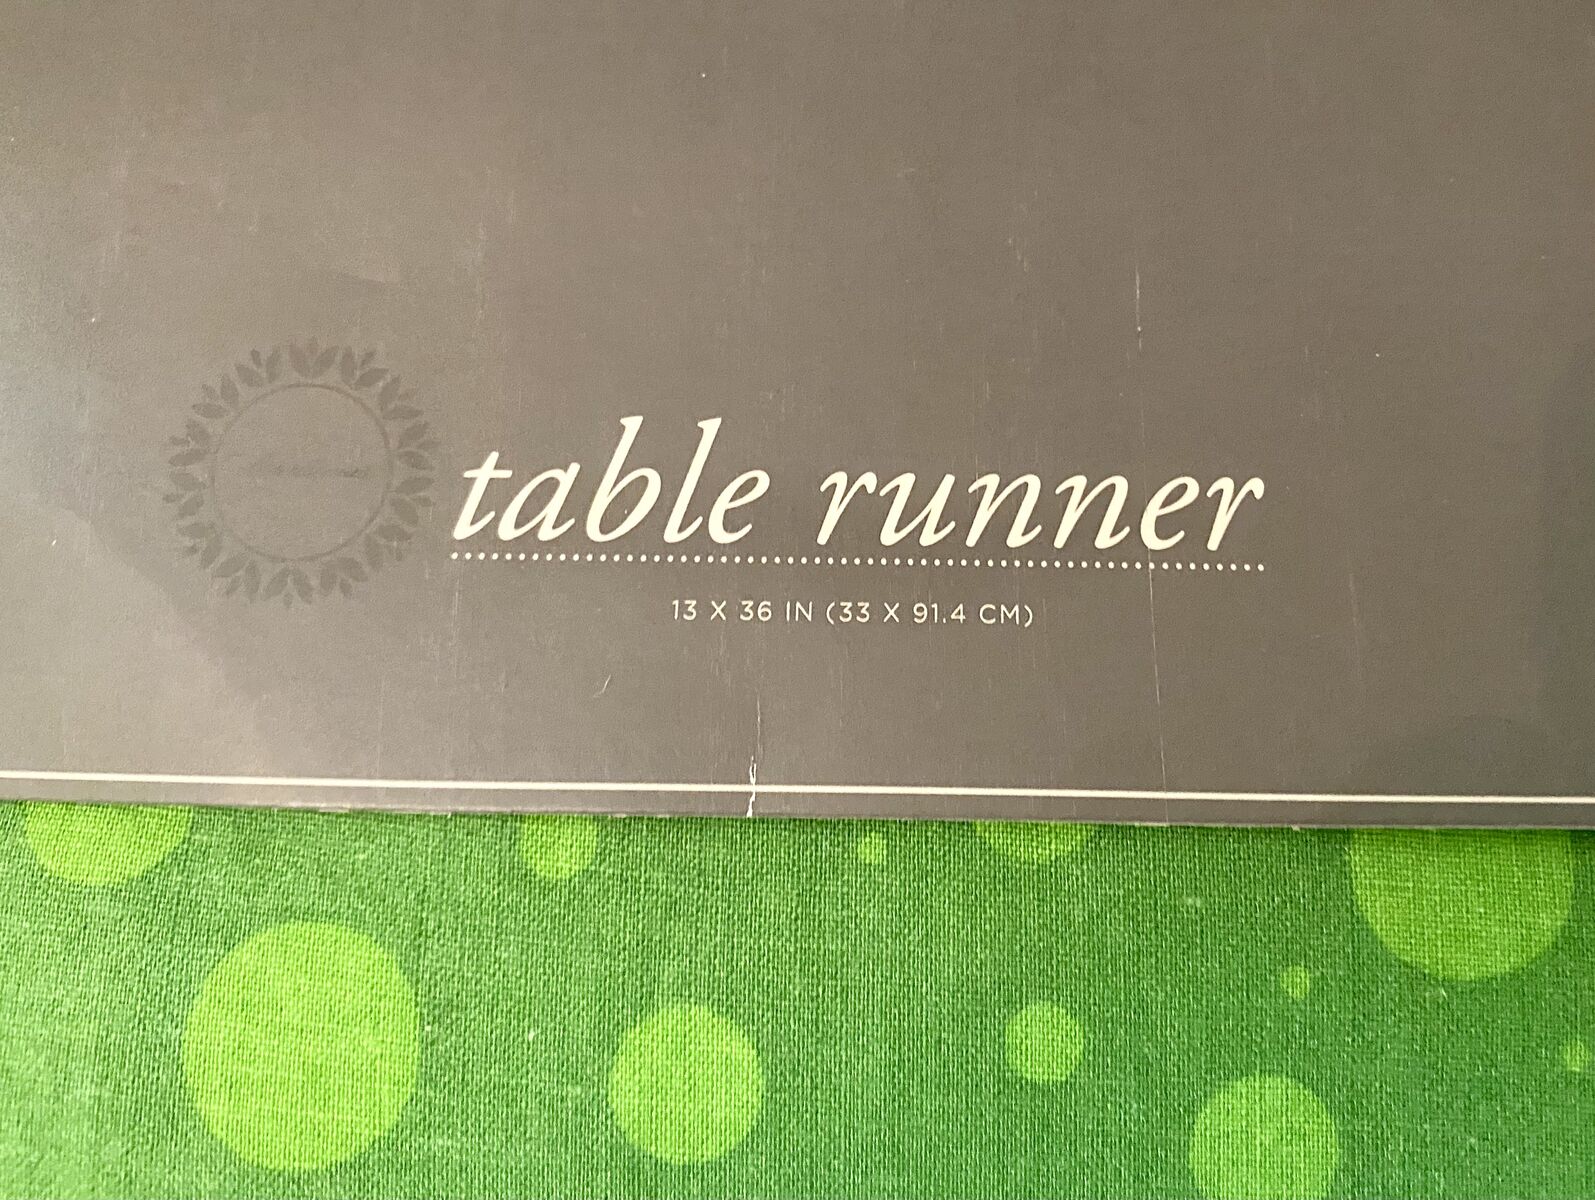 table runner
13 X 36 IN (33 X 91.4 CM)